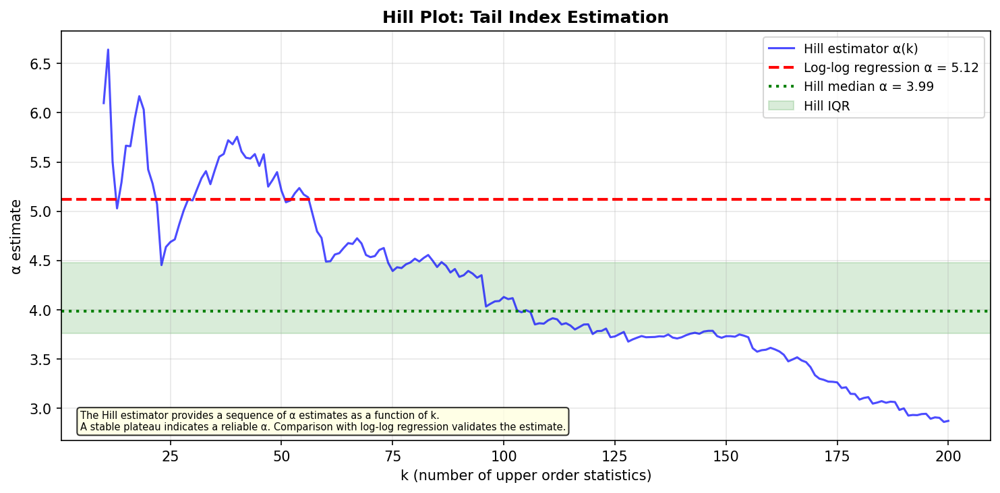 Hill Plot: Tail Index Estimation
Hill estimator α(k)
Log-log regression α = 5.12
Hill median α = 3.99
Hill IQR
α estimate
6.5
6.0
5.5
5.0
4.5
4.0
3.5
3.0
The Hill estimator provides a sequence of α estimates as a function of k.
A stable plateau indicates a reliable α. Comparison with log-log regression validates the estimate.
25 50 75 100 125 150 175 200
k (number of upper order statistics)